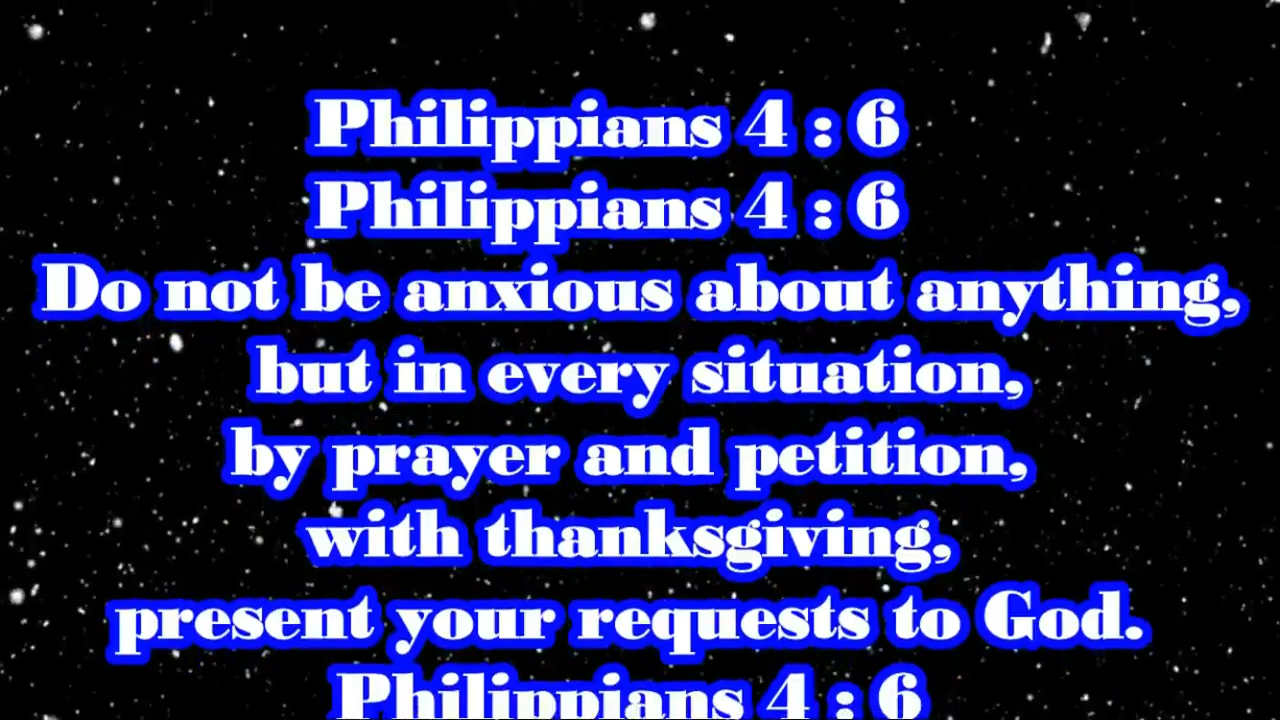 Philippians 4 : 6
Philippians 4 : 6
Do not be anxious about anything,
but in every situation,
by prayer and petition,
with thanksgiving,
present your requests to God.
Philippians 4 : 6